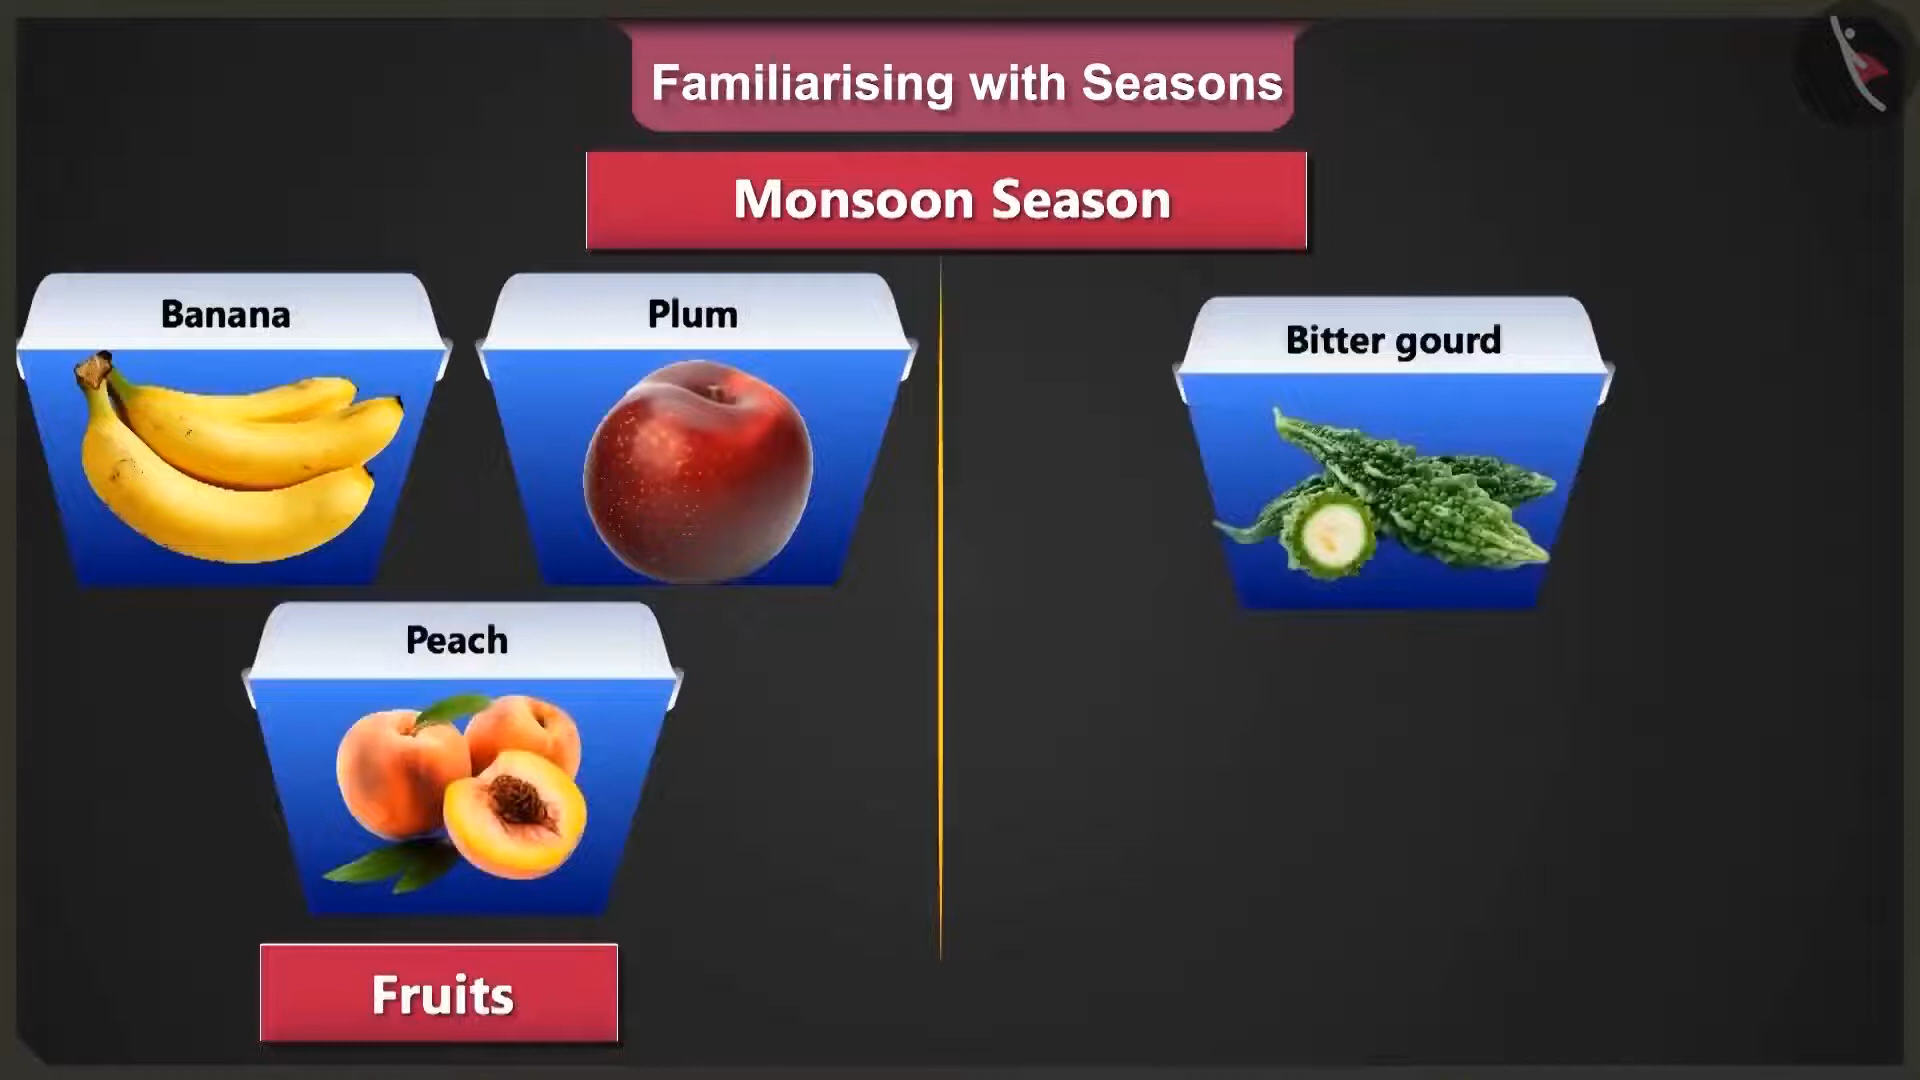 Familiarising with Seasons
Monsoon Season
Banana
Plum
Bitter gourd
Peach
Fruits